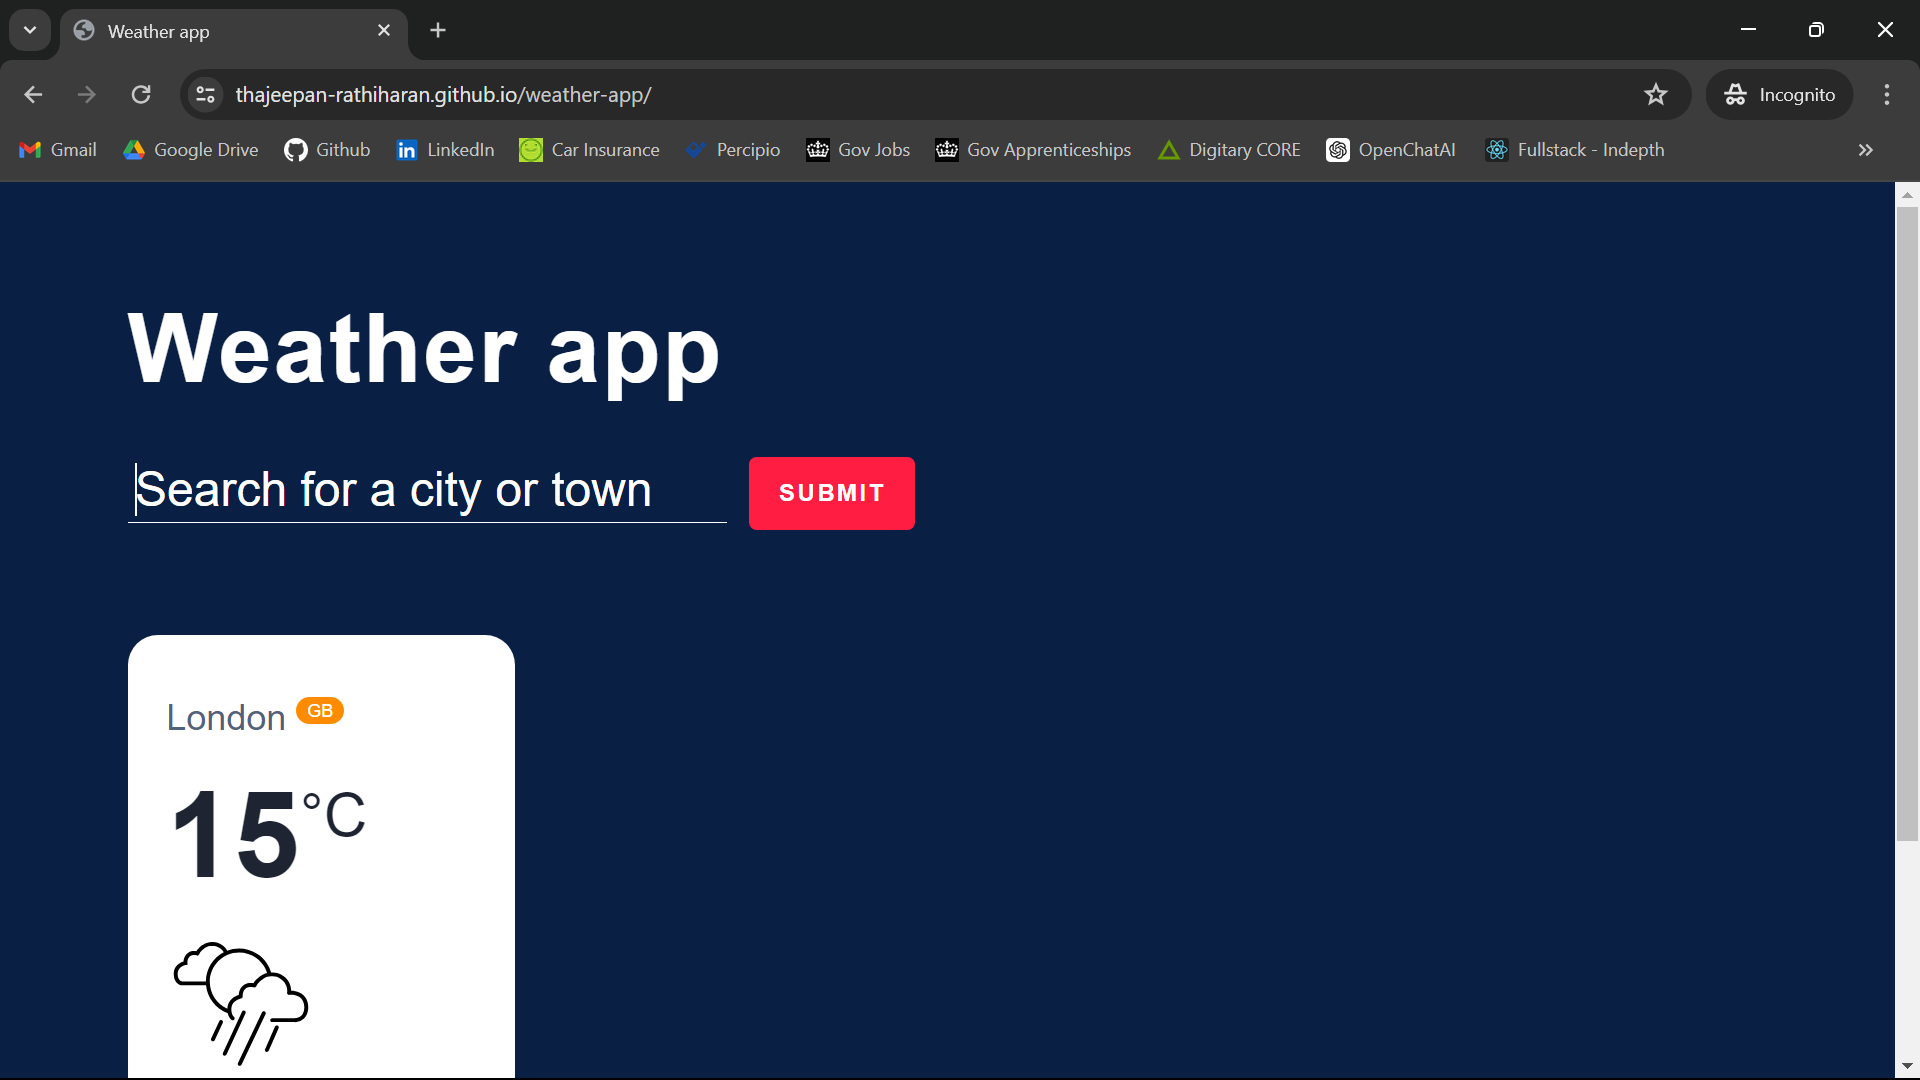 Weather app
thajeepan-rathiharan.github.io/weather-app/
Incognito
Gmail Google Drive Github LinkedIn Car Insurance Percipio Gov Jobs Gov Apprenticeships Digitary CORE OpenChatAI Fullstack - Indepth
Weather app
Search for a city or town
SUBMIT
London GB
15°C